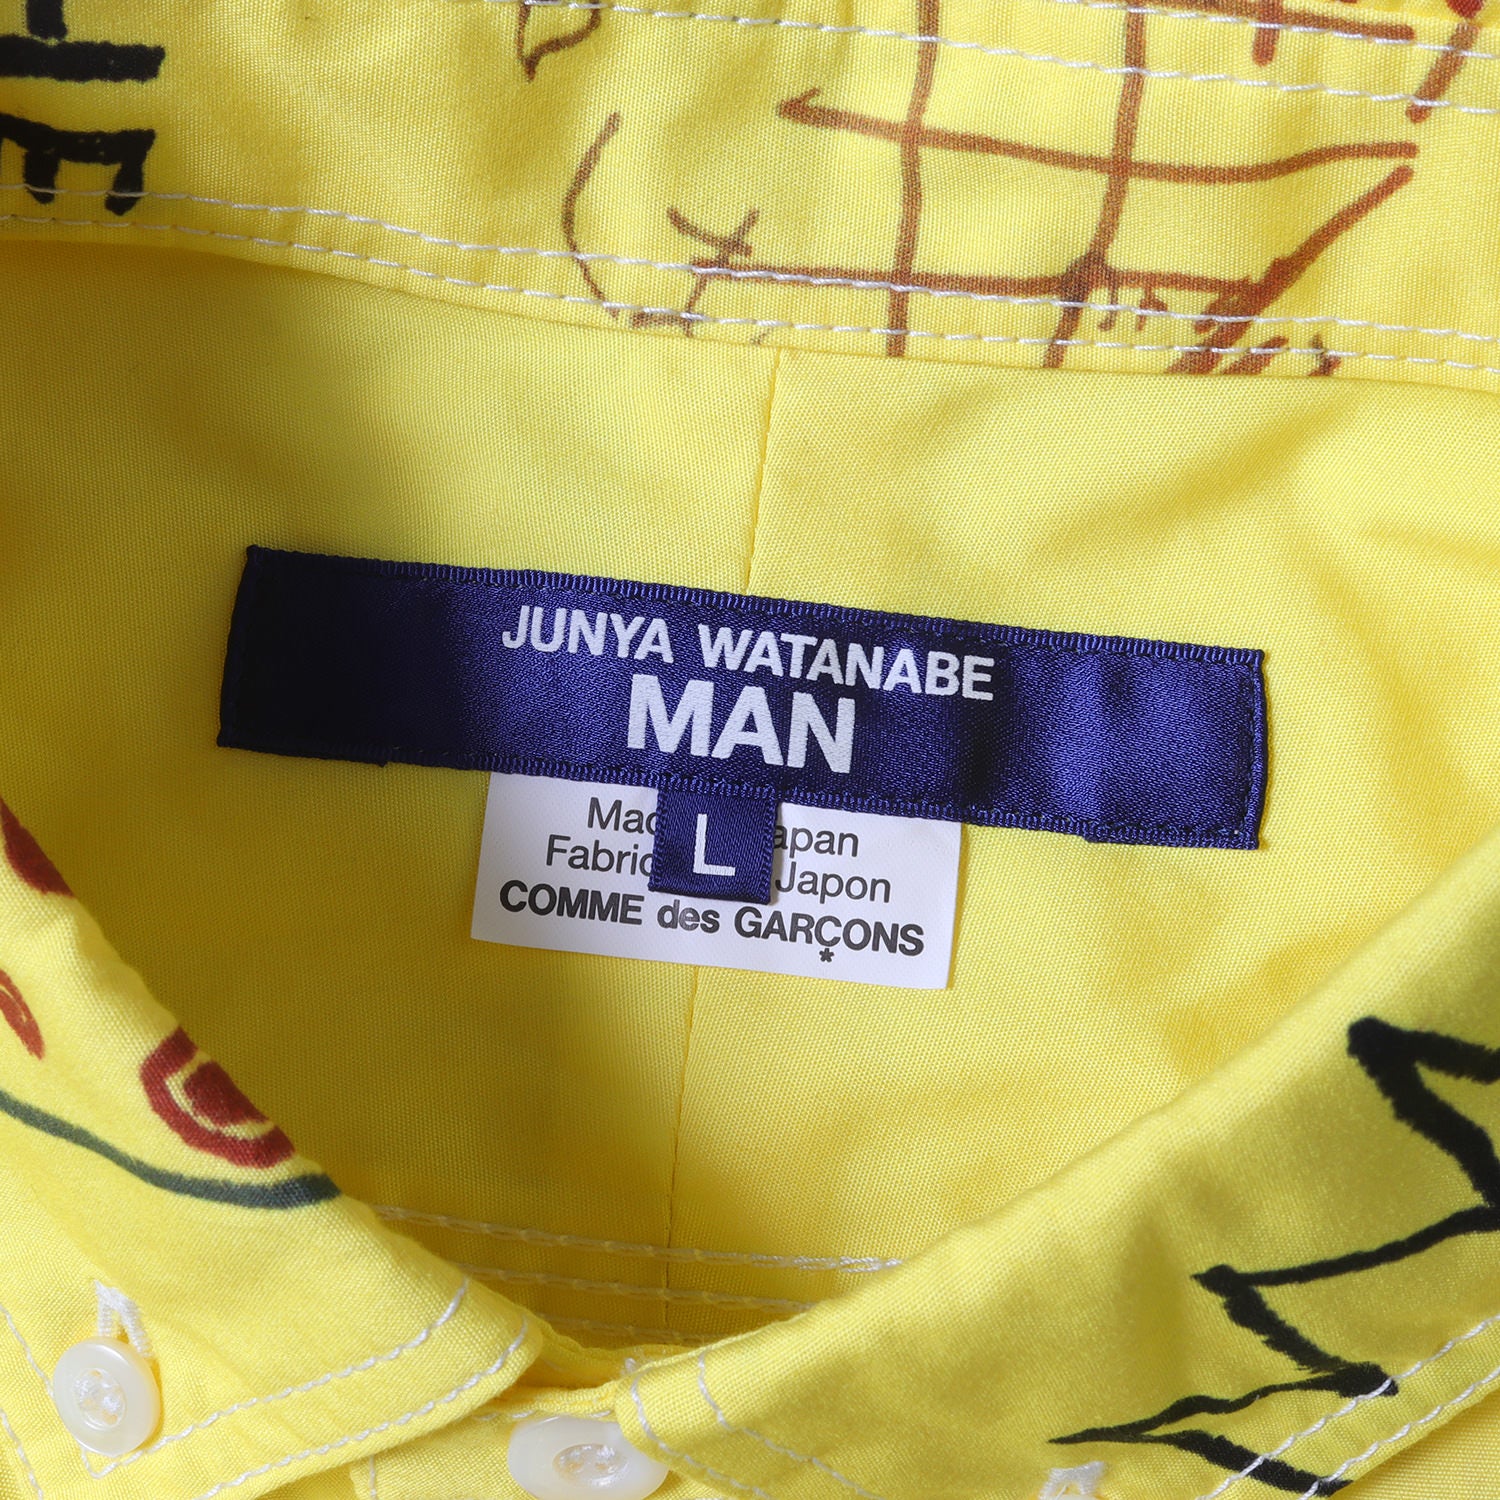 JUNYA WATANABE
MAN
L
Mac apan
Fabric Japon
COMME des GARÇONS
*